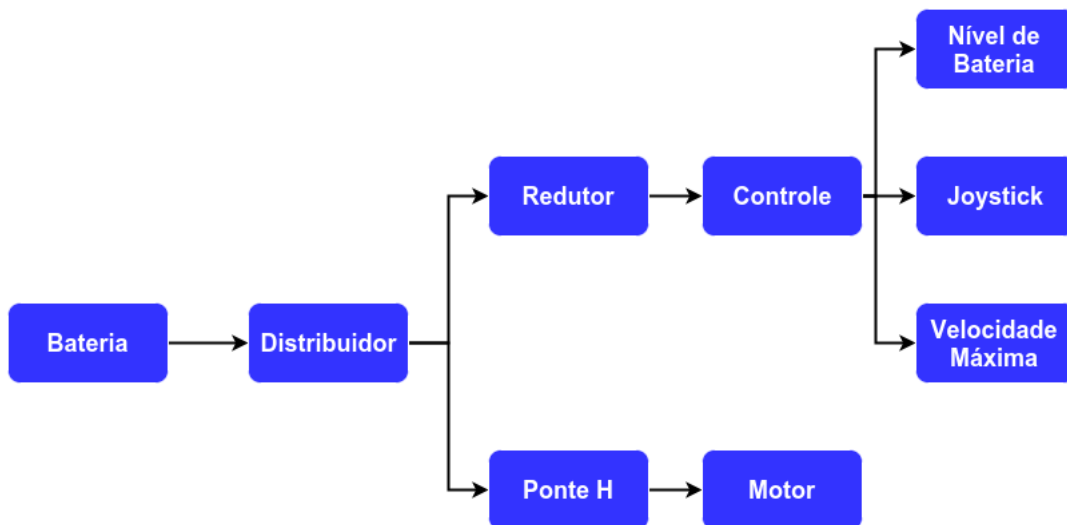 Nível de
Bateria
Redutor
Controle
Joystick
Bateria
Distribuidor
Velocidade
Máxima
Ponte H
Motor